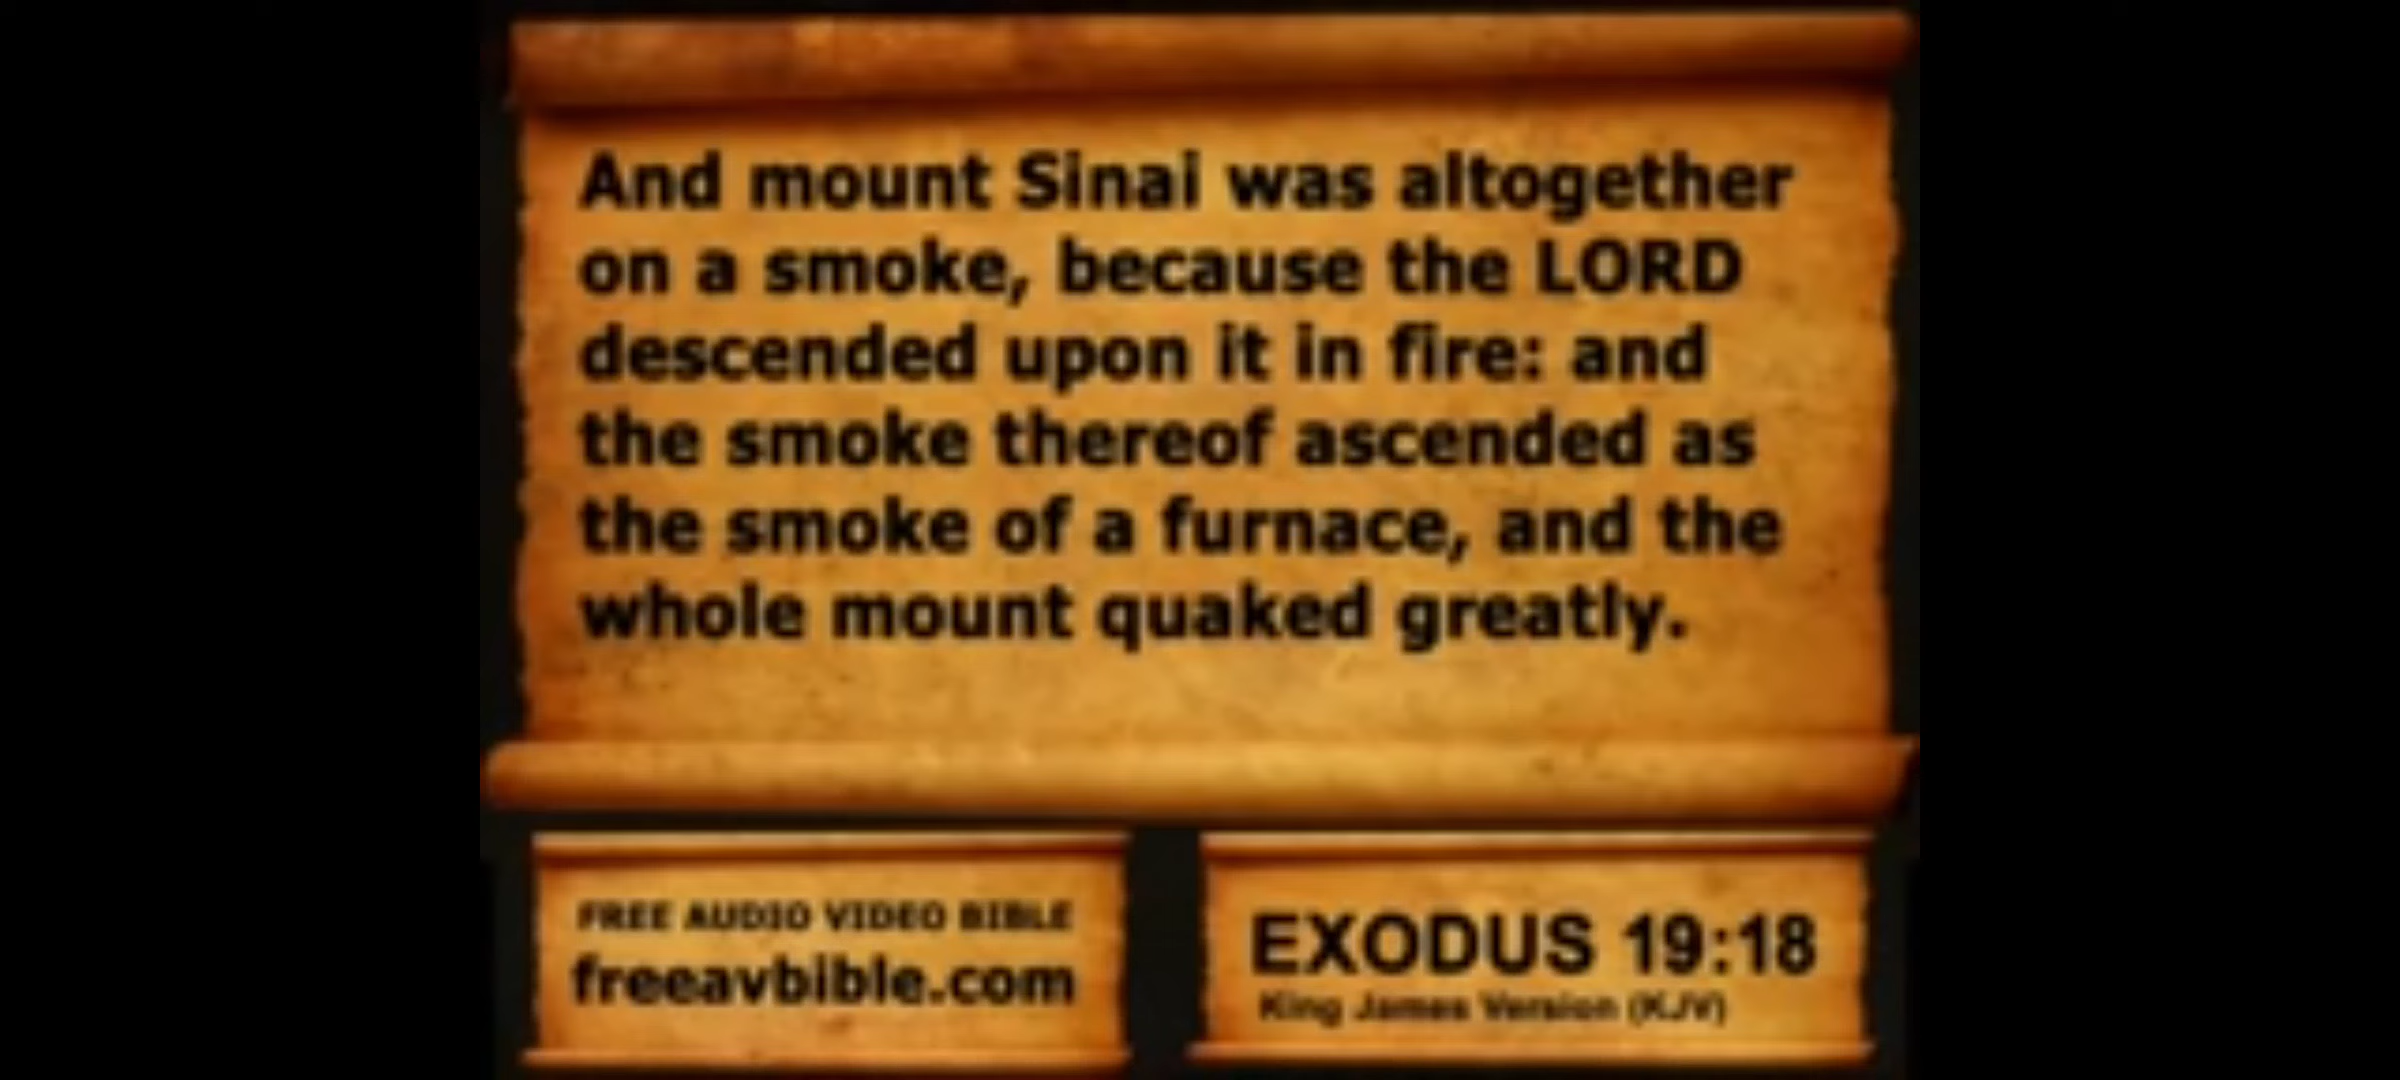 And mount Sinai was altogether
on a smoke, because the LORD
descended upon it in fire: and
the smoke thereof ascended as
the smoke of a furnace, and the
whole mount quaked greatly.
FREE AUDIO VIDEO BIBLE
freeavbible.com
EXODUS 19:18
King James Version (KJV)